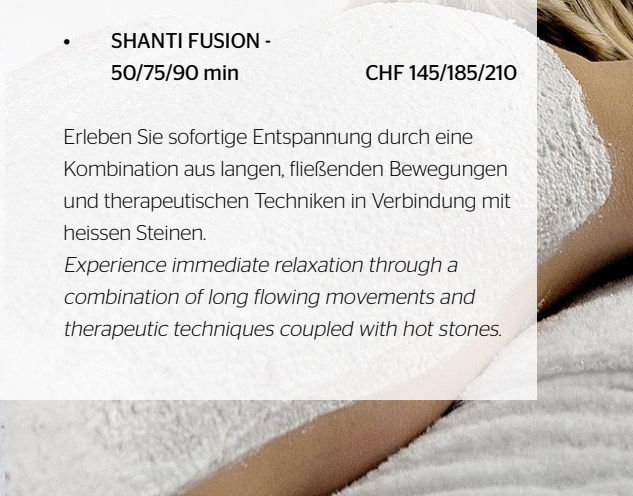 • SHANTI FUSION -
50/75/90 min CHF 145/185/210
Erleben Sie sofortige Entspannung durch eine
Kombination aus langen, fließenden Bewegungen
und therapeutischen Techniken in Verbindung mit
heissen Steinen.
Experience immediate relaxation through a
combination of long flowing movements and
therapeutic techniques coupled with hot stones.